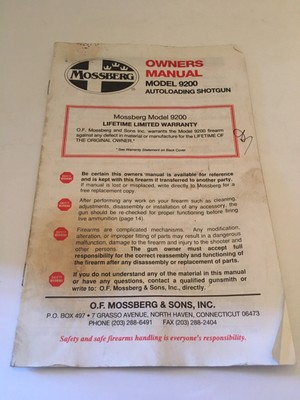 OWNERS
MANUAL
MOSSBERG
MODEL 9200
AUTOLOADING SHOTGUN
Mossberg Model 9200
LIFETIME LIMITED WARRANTY
O.F. Mossberg and Sons Inc. warrants the Model 9200 firearm
against any defect in material or manufacture for the LIFETIME OF
THE ORIGINAL OWNER.*
* See Warranty Statement on Back Cover
Be certain this owners manual is available for reference
and is kept with this firearm if transferred to another party.
If manual is lost or misplaced, write directly to Mossberg for a
free replacement copy.
After performing any work on your firearm such as cleaning
adjustments, disassembly or installation of any accessory, the
gun should be re-checked for proper functioning before firing
live ammunition (page 14).
Firearms are complicated mechanisms. Any modification,
alteration, or improper fitting of parts may result in a dangerous
malfunction, damage to the firearm and injury to the shooter and
other persons. The gun owner must accept full
responsibility for the correct reassembly and functioning of
the firearm after any disassembly or replacement of parts.
If you do not understand any of the material in this manual
or have any questions, contact a qualified gunsmith or
write to: O.F. Mossberg & Sons, Inc., directly.
O.F. MOSSBERG & SONS, INC.
P.O. BOX 497 • 7 GRASSO AVENUE, NORTH HAVEN, CONNECTICUT 06473
PHONE (203) 288-6491 FAX (203) 288-2404
Safety and safe firearms handling is everyone's responsibility.